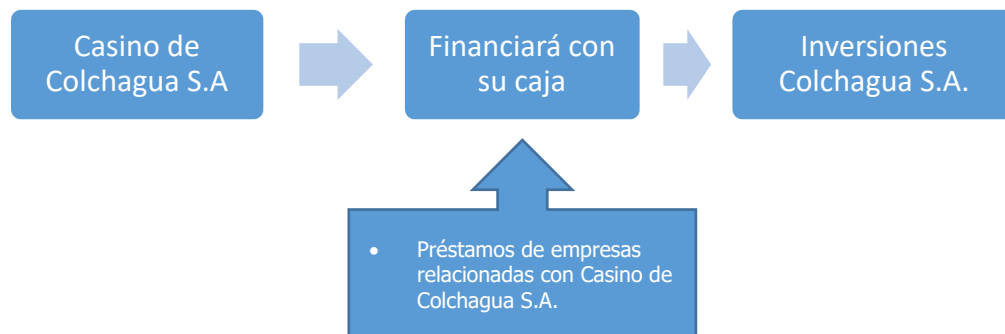 Casino de
Colchagua S.A
Financiará con
su caja
Inversiones
Colchagua S.A.
• Préstamos de empresas
relacionadas con Casino de
Colchagua S.A.